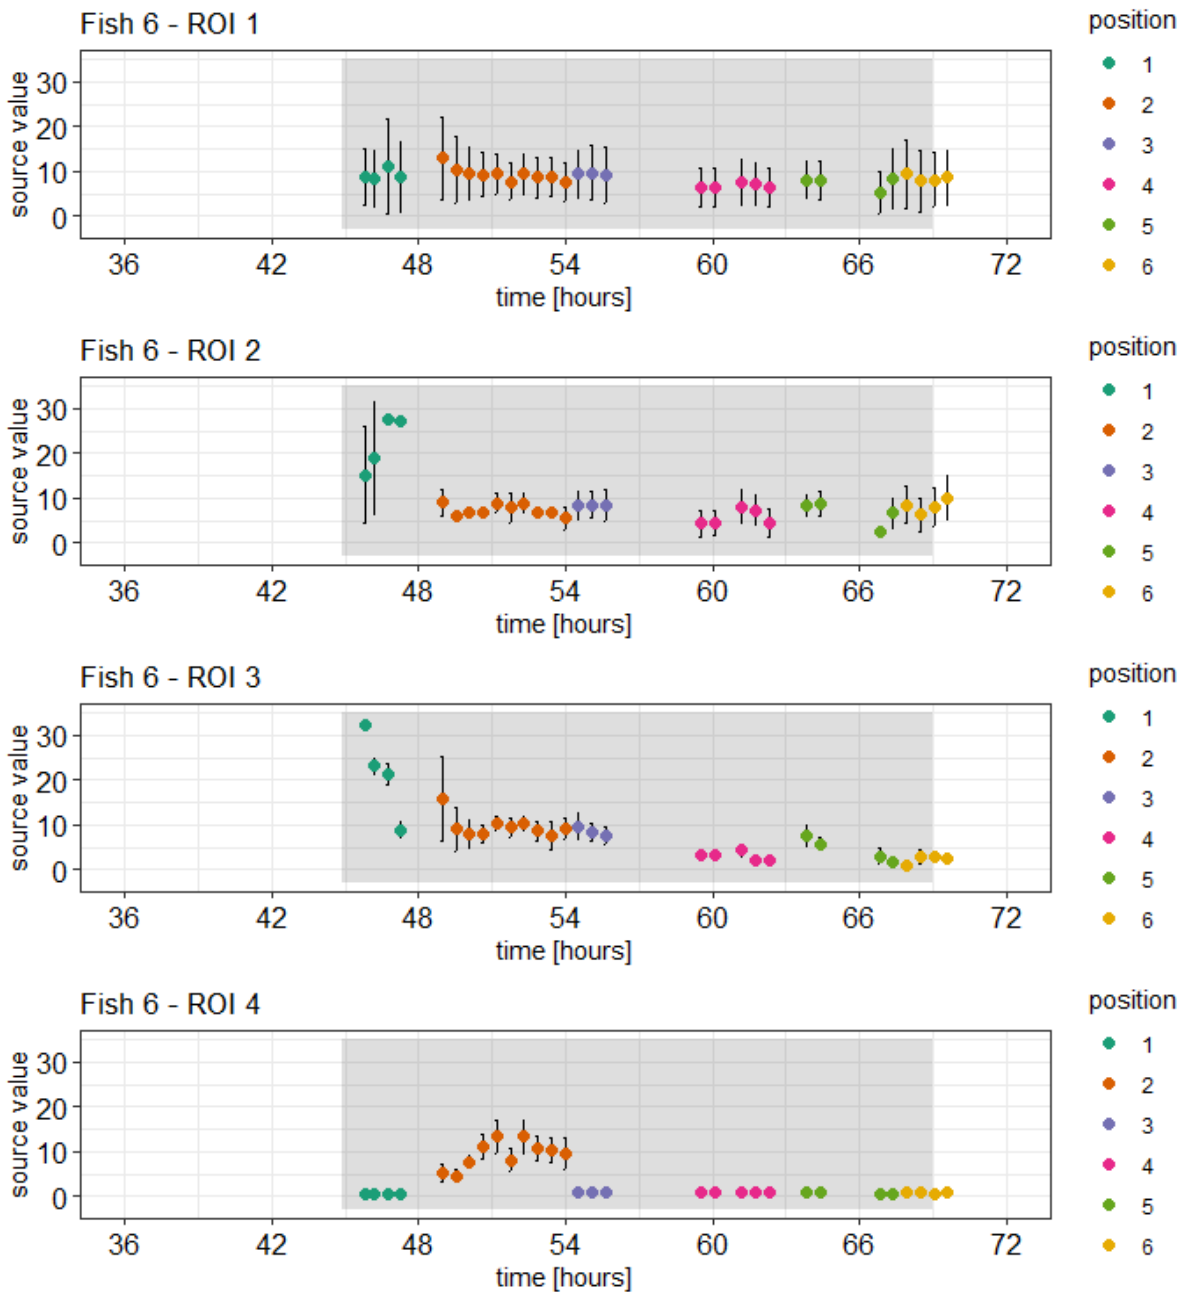 Fish 6 - ROI 1
position
source value
30
20
10
0
36 42 48 54 60 66 72
time [hours]
1
2
3
4
5
6
Fish 6 - ROI 2
position
source value
30
20
10
0
36 42 48 54 60 66 72
time [hours]
1
2
3
4
5
6
Fish 6 - ROI 3
position
source value
30
20
10
0
36 42 48 54 60 66 72
time [hours]
1
2
3
4
5
6
Fish 6 - ROI 4
position
source value
30
20
10
0
36 42 48 54 60 66 72
time [hours]
1
2
3
4
5
6